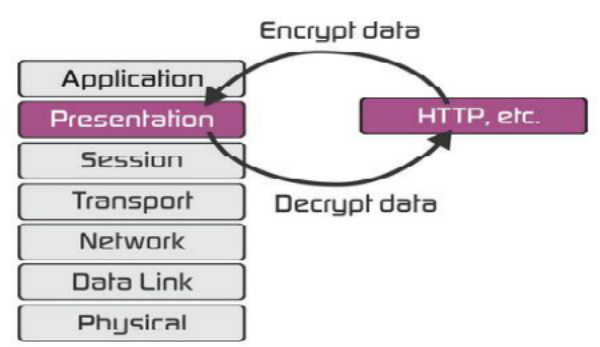 Encrypt data
Application
Presentation
HTTP, etc.
Session
Transport
Decrypt data
Network
Data Link
Physical